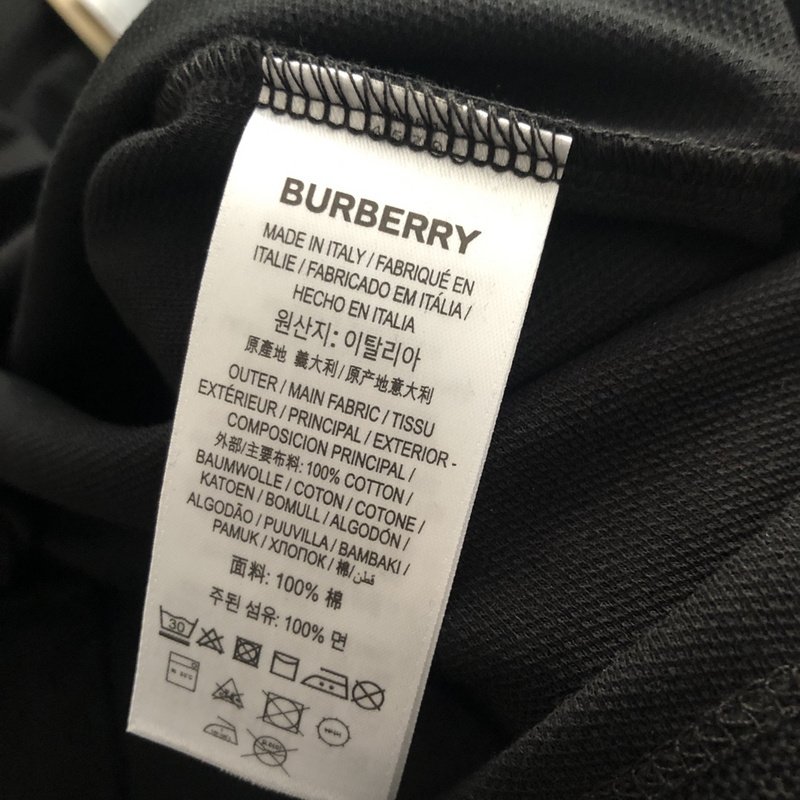 BURBERRY
MADE IN ITALY / FABRIQUÉ EN
ITALIE / FABRICADO EM ITÁLIA /
HECHO EN ITALIA
원산지: 이탈리아
原產地 義大利 / 原产地意大利
OUTER / MAIN FABRIC / TISSU
EXTÉRIEUR / PRINCIPAL / EXTERIOR -
COMPOSICION PRINCIPAL /
外部/主要布料: 100% COTTON /
BAUMWOLLE / COTON / COTONE /
KATOEN / BOMULL / ALGODÓN /
ALGODÃO / PUUVILLA / BAMBAKI /
PAMUK / ХЛОПОК / 棉/ قطن
面料: 100% 棉
주된 섬유: 100% 면
30